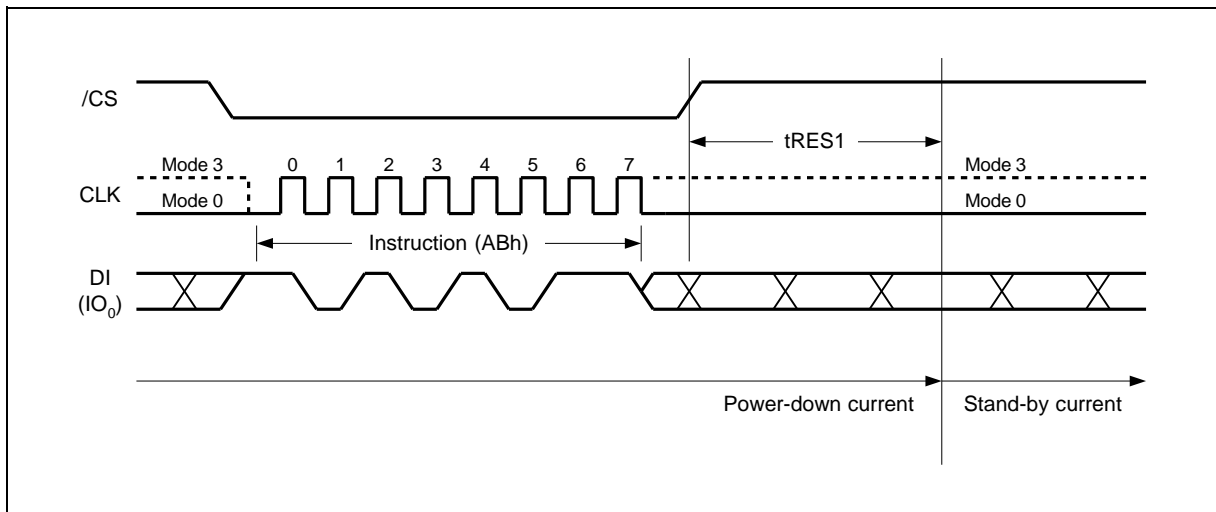 /CS
tRES1
Mode 3 0 1 2 3 4 5 6 7 Mode 3
CLK
Mode 0 Mode 0
Instruction (ABh)
DI
(IO₀)
Power-down current Stand-by current